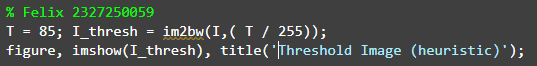 % Felix 2327250059
T = 85; I_thresh = im2bw(I,( T / 255));
figure, imshow(I_thresh), title('Threshold Image (heuristic)');